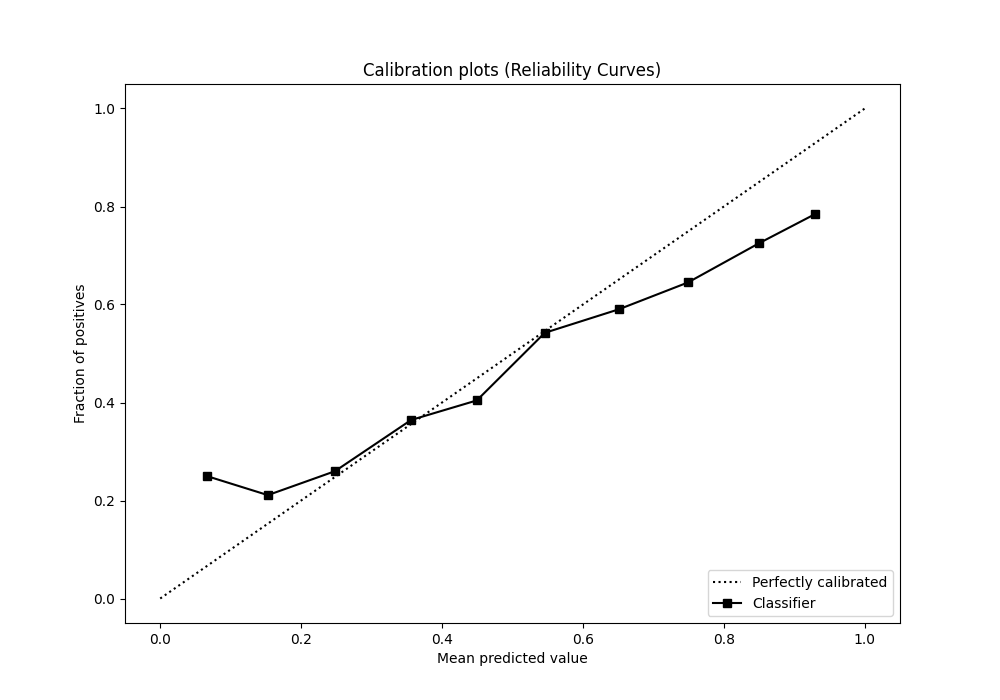 Calibration plots (Reliability Curves)
1.0
0.8
0.6
0.4
0.2
0.0
Fraction of positives
Perfectly calibrated
Classifier
0.0 0.2 0.4 0.6 0.8 1.0
Mean predicted value